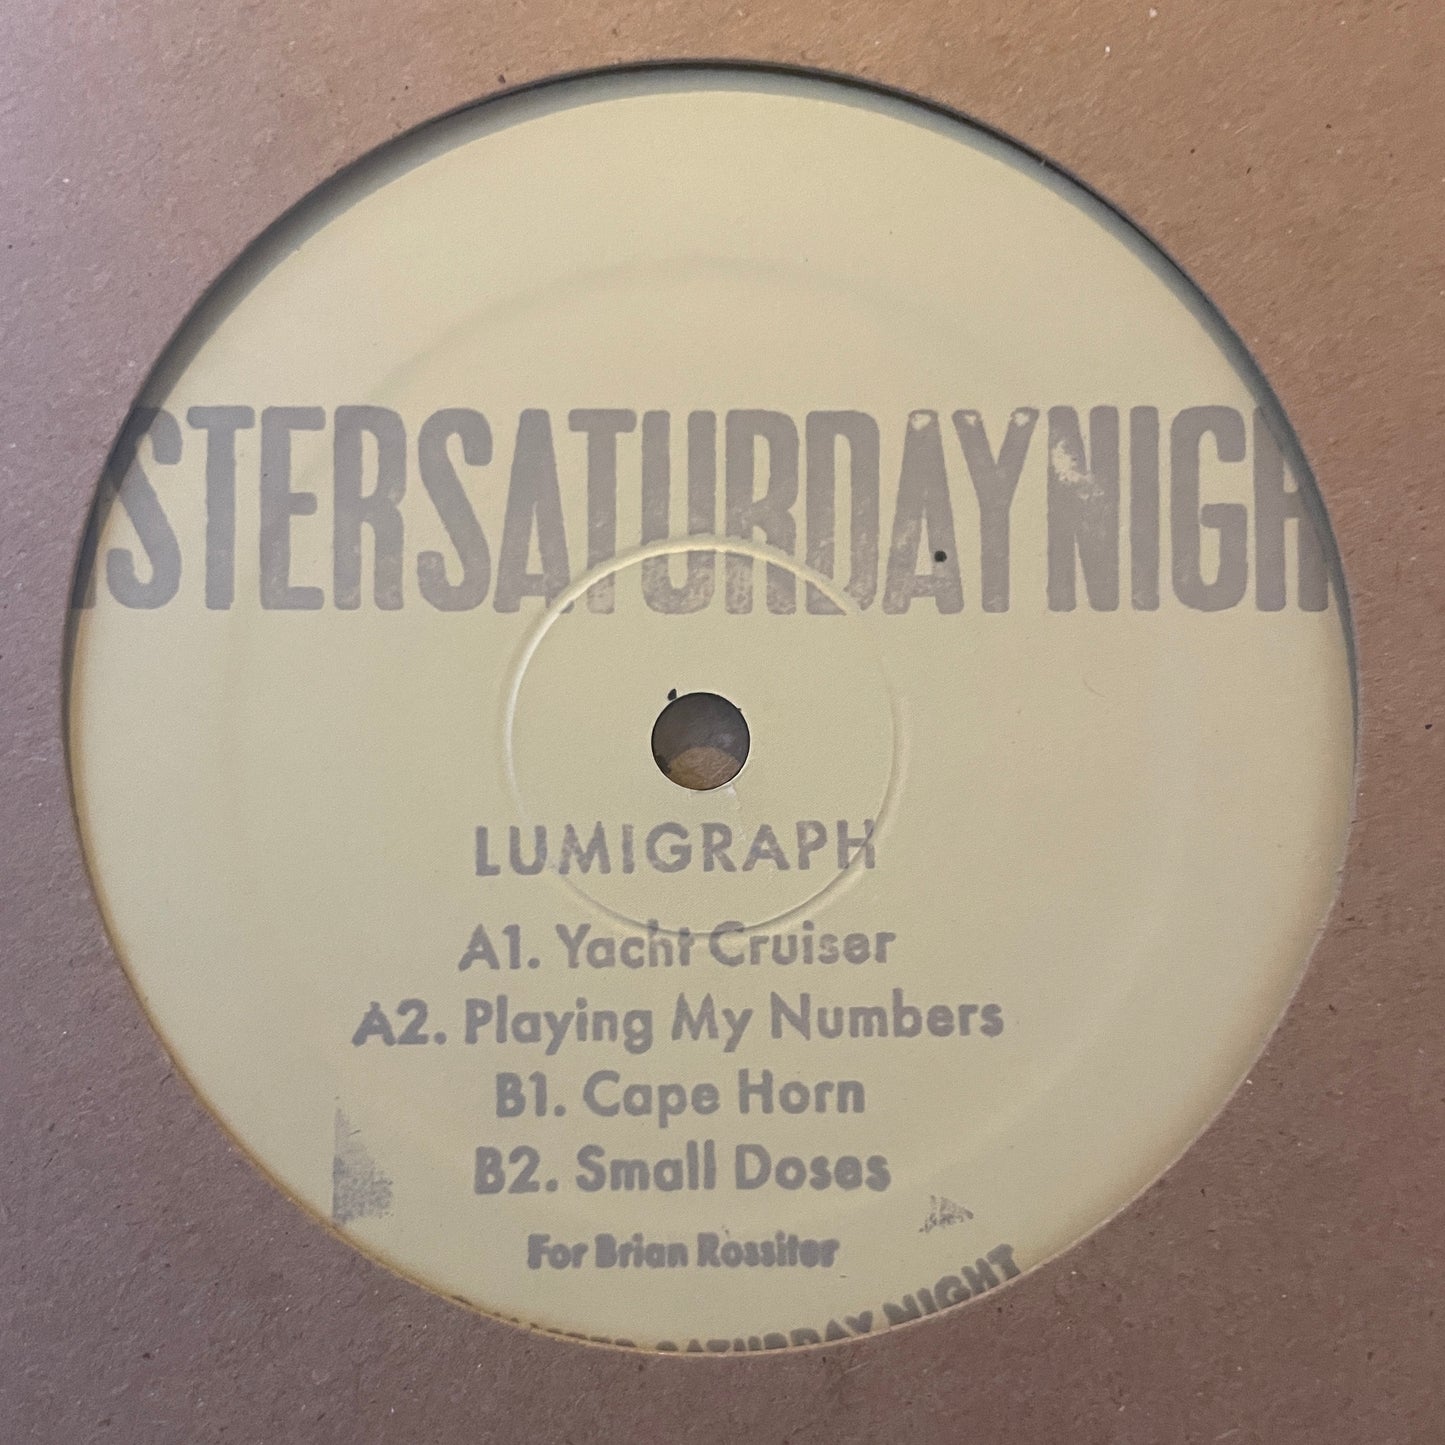 STERSATURDAYNIGH
LUMIGRAPH
A1. Yacht Cruiser
A2. Playing My Numbers
B1. Cape Horn
B2. Small Doses
For Brian Rossiter
SATURDAY NIGHT